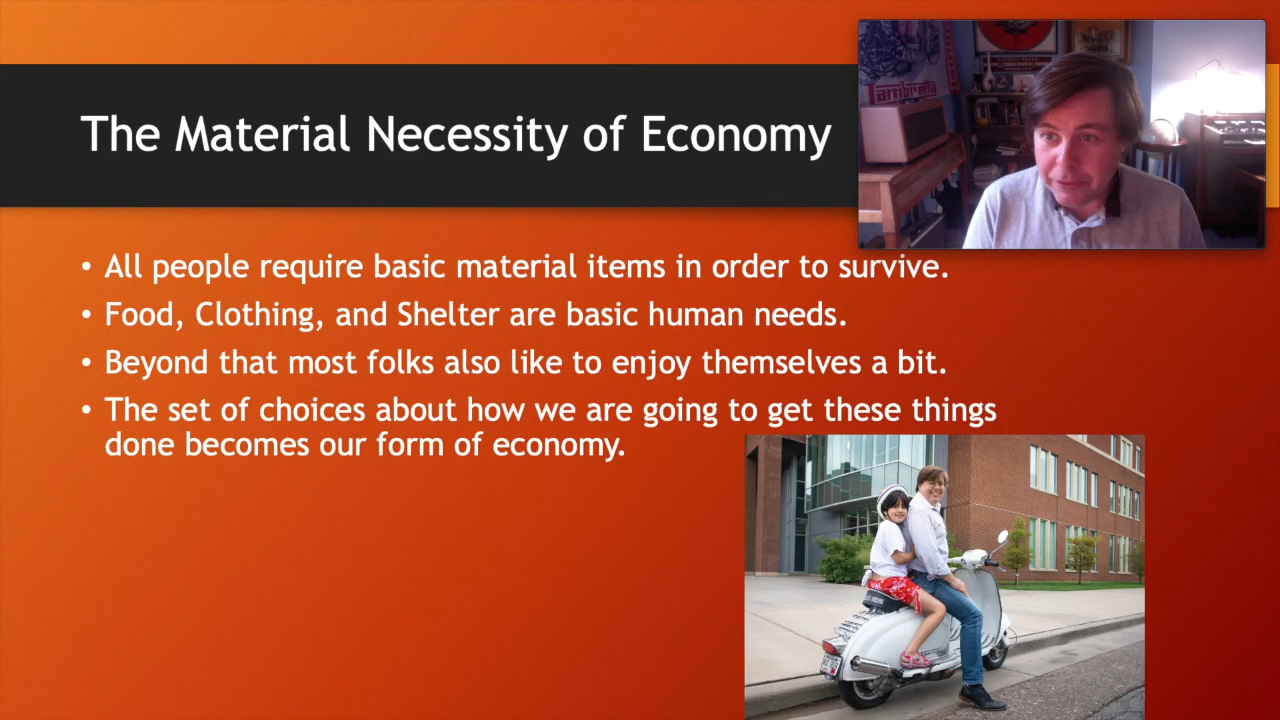 The Material Necessity of Economy
Lambretta
• All people require basic material items in order to survive.
• Food, Clothing, and Shelter are basic human needs.
• Beyond that most folks also like to enjoy themselves a bit.
• The set of choices about how we are going to get these things
done becomes our form of economy.